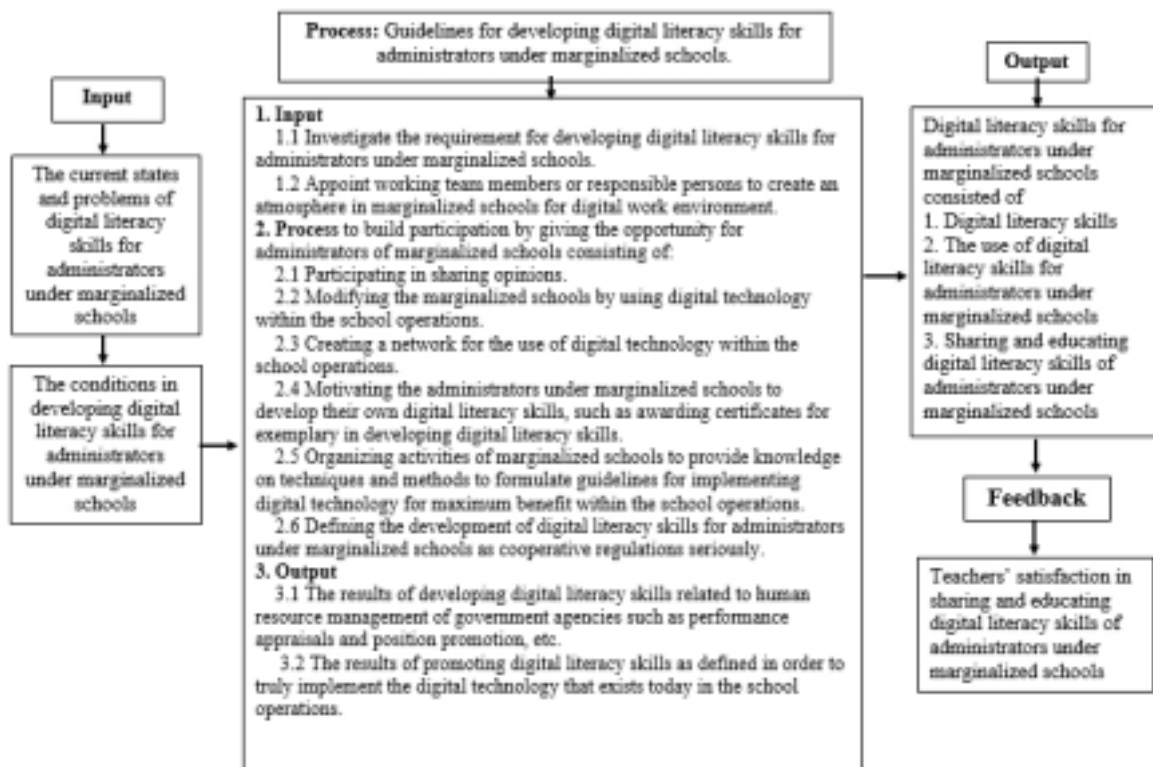 Process: Guidelines for developing digital literacy skills for
administrators under marginalized schools.
Input
The current states
and problems of
digital literacy
skills for
administrators
under marginalized
schools
The conditions in
developing digital
literacy skills for
administrators
under marginalized
schools
1. Input
1.1 Investigate the requirement for developing digital literacy skills for
administrators under marginalized schools.
1.2 Appoint working team members or responsible persons to create an
atmosphere in marginalized schools for digital work environment.
2. Process to build participation by giving the opportunity for
administrators of marginalized schools consisting of:
2.1 Participating in sharing opinions.
2.2 Modifying the marginalized schools by using digital technology
within the school operations.
2.3 Creating a network for the use of digital technology within the
school operations.
2.4 Motivating the administrators under marginalized schools to
develop their own digital literacy skills, such as awarding certificates for
exemplary in developing digital literacy skills.
2.5 Organizing activities of marginalized schools to provide knowledge
on techniques and methods to formulate guidelines for implementing
digital technology for maximum benefit within the school operations.
2.6 Defining the development of digital literacy skills for administrators
under marginalized schools as cooperative regulations seriously.
3. Output
3.1 The results of developing digital literacy skills related to human
resource management of government agencies such as performance
appraisals and position promotion, etc.
3.2 The results of promoting digital literacy skills as defined in order to
truly implement the digital technology that exists today in the school
operations.
Output
Digital literacy skills for
administrators under
marginalized schools
consisted of
1. Digital literacy skills
2. The use of digital
literacy skills for
administrators under
marginalized schools
3. Sharing and educating
digital literacy skills of
administrators under
marginalized schools
Feedback
Teachers' satisfaction in
sharing and educating
digital literacy skills of
administrators under
marginalized schools